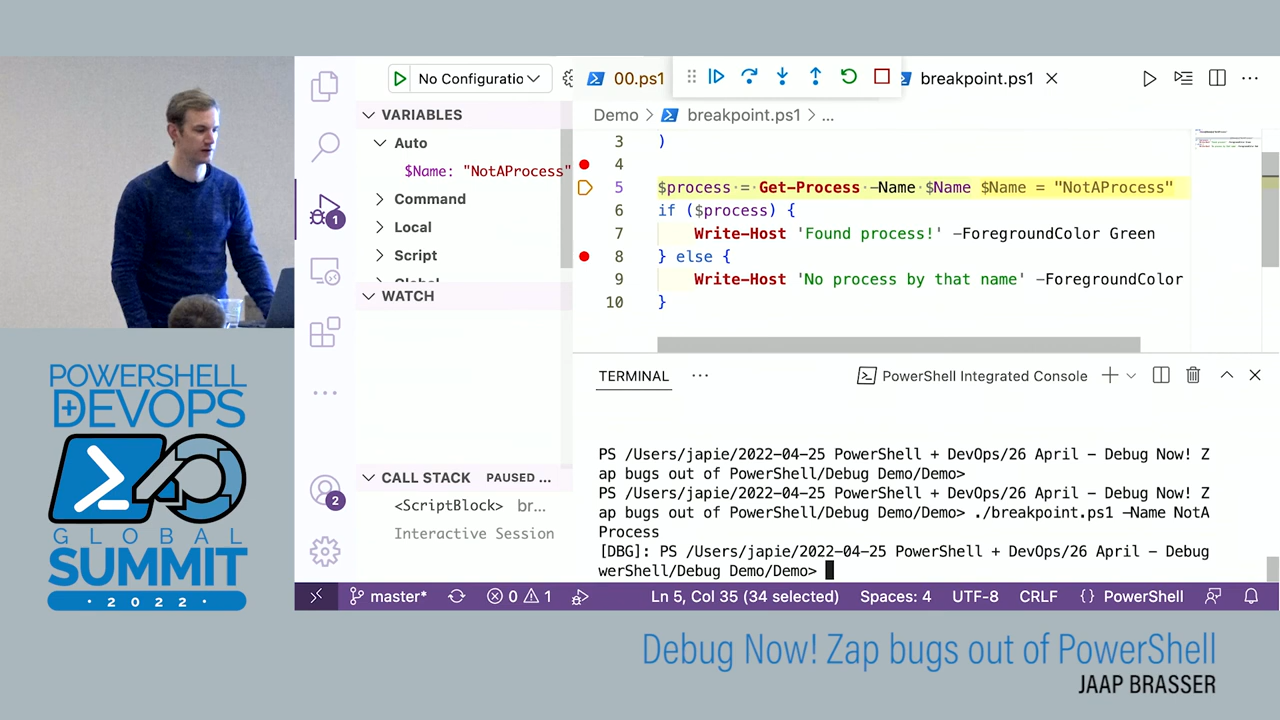 No Configuratio
00.ps1
breakpoint.ps1
VARIABLES
Auto
$Name: "NotAProcess"
Command
Local
Script
WATCH
CALL STACK PAUSED ...
<ScriptBlock> br...
Interactive Session
1
2
Demo > breakpoint.ps1 > ...
3 )
4
5 $process = Get-Process -Name $Name $Name = "NotAProcess"
6 if ($process) {
7 Write-Host 'Found process!' -ForegroundColor Green
8 } else {
9 Write-Host 'No process by that name' -ForegroundColor
10 }
TERMINAL ... PowerShell Integrated Console
PS /Users/japie/2022-04-25 PowerShell + DevOps/26 April - Debug Now! Z
ap bugs out of PowerShell/Debug Demo/Demo>
PS /Users/japie/2022-04-25 PowerShell + DevOps/26 April - Debug Now! Z
ap bugs out of PowerShell/Debug Demo/Demo> ./breakpoint.ps1 -Name NotA
Process
[DBG]: PS /Users/japie/2022-04-25 PowerShell + DevOps/26 April - Debug
werShell/Debug Demo/Demo>
master* 0 1 Ln 5, Col 35 (34 selected) Spaces: 4 UTF-8 CRLF {} PowerShell
POWERSHELL
+DEVOPS
GLOBAL
SUMMIT
· 2 0 2 2 ·
Debug Now! Zap bugs out of PowerShell
JAAP BRASSER